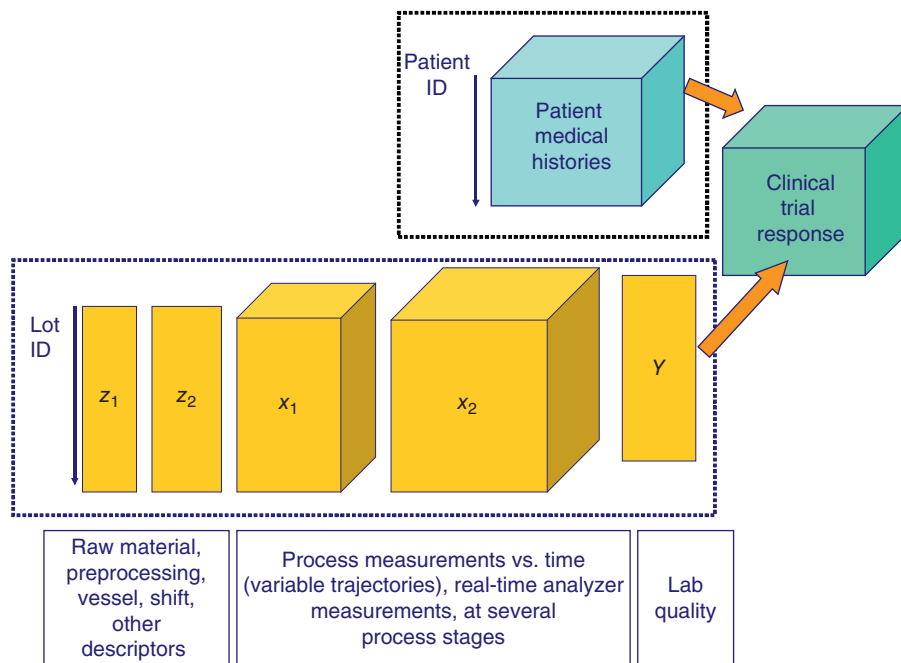 Patient
ID
Patient
medical
histories
Clinical
trial
response
Lot
ID
z1
z2
x1
x2
Y
Raw material,
preprocessing,
vessel, shift,
other
descriptors
Process measurements vs. time
(variable trajectories), real-time analyzer
measurements, at several
process stages
Lab
quality